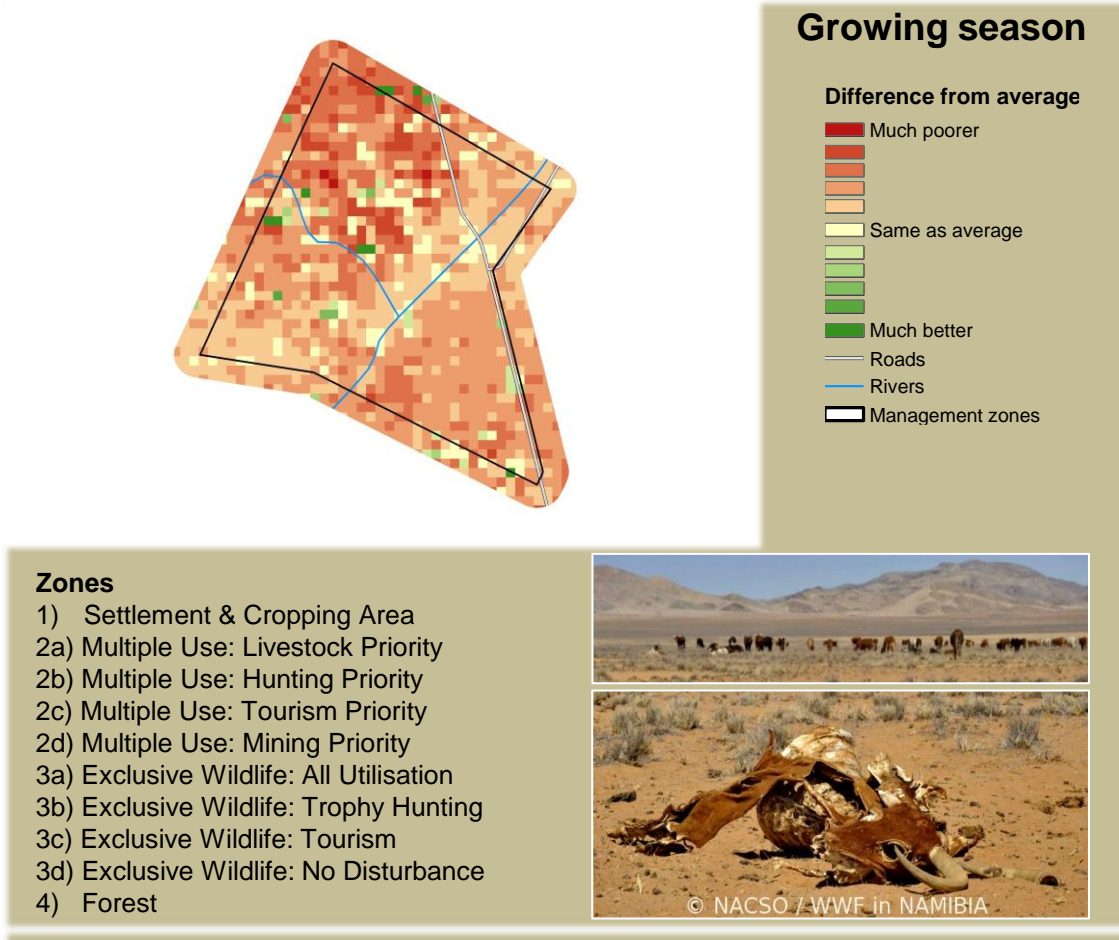 Growing season
Difference from average
Much poorer
Same as average
Much better
Roads
Rivers
Management zones
Zones
1) Settlement & Cropping Area
2a) Multiple Use: Livestock Priority
2b) Multiple Use: Hunting Priority
2c) Multiple Use: Tourism Priority
2d) Multiple Use: Mining Priority
3a) Exclusive Wildlife: All Utilisation
3b) Exclusive Wildlife: Trophy Hunting
3c) Exclusive Wildlife: Tourism
3d) Exclusive Wildlife: No Disturbance
4) Forest
© NACSO / WWF in NAMIBIA